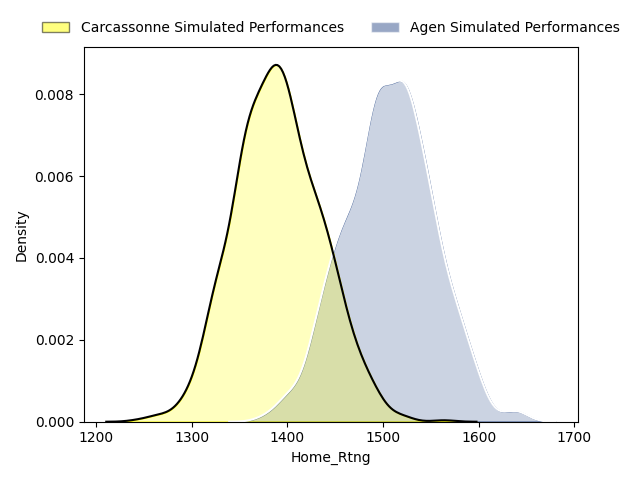 Carcassonne Simulated Performances
Agen Simulated Performances
Density
0.008
0.006
0.004
0.002
0.000
1200 1300 1400 1500 1600 1700
Home_Rtng